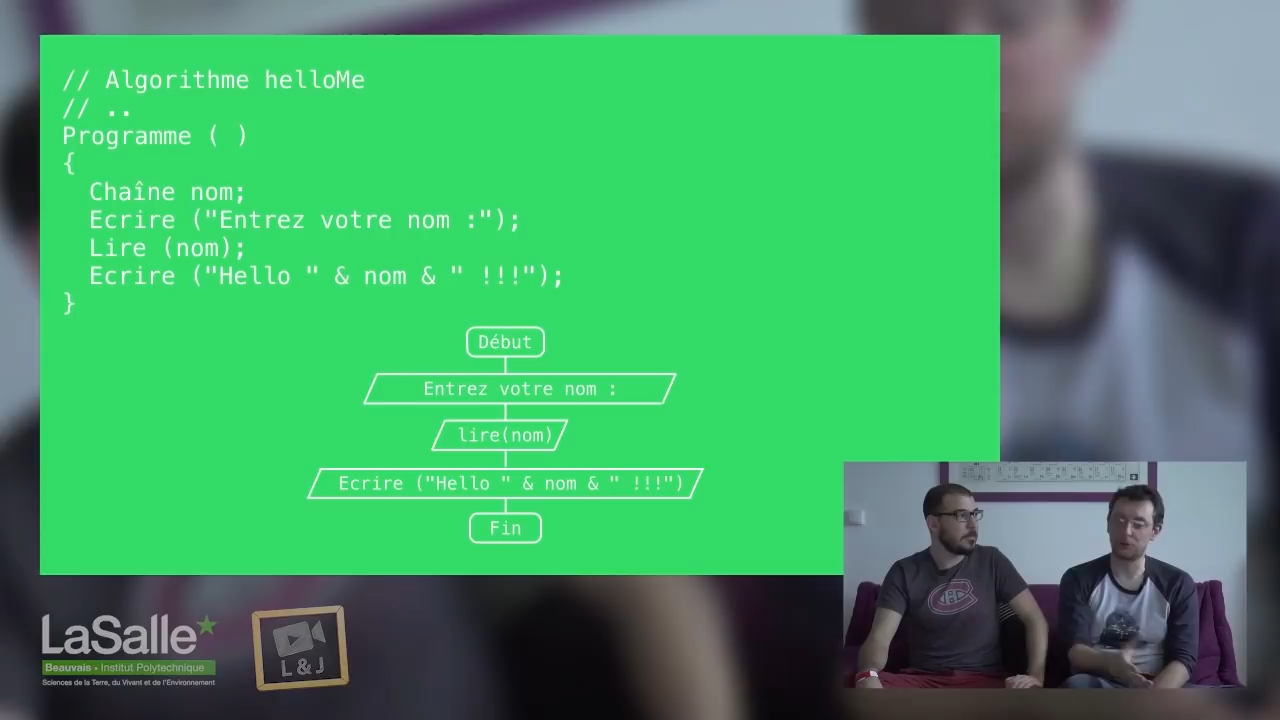 // Algorithme helloMe
// ..
Programme ( )
{
Chaîne nom;
Ecrire ("Entrez votre nom :");
Lire (nom);
Ecrire ("Hello " & nom & " !!!");
}
Début
Entrez votre nom :
lire(nom)
Ecrire ("Hello " & nom & " !!!")
Fin
LaSalle
Beauvais • Institut Polytechnique
Sciences de la Terre, du Vivant et de l'Environnement
L & J